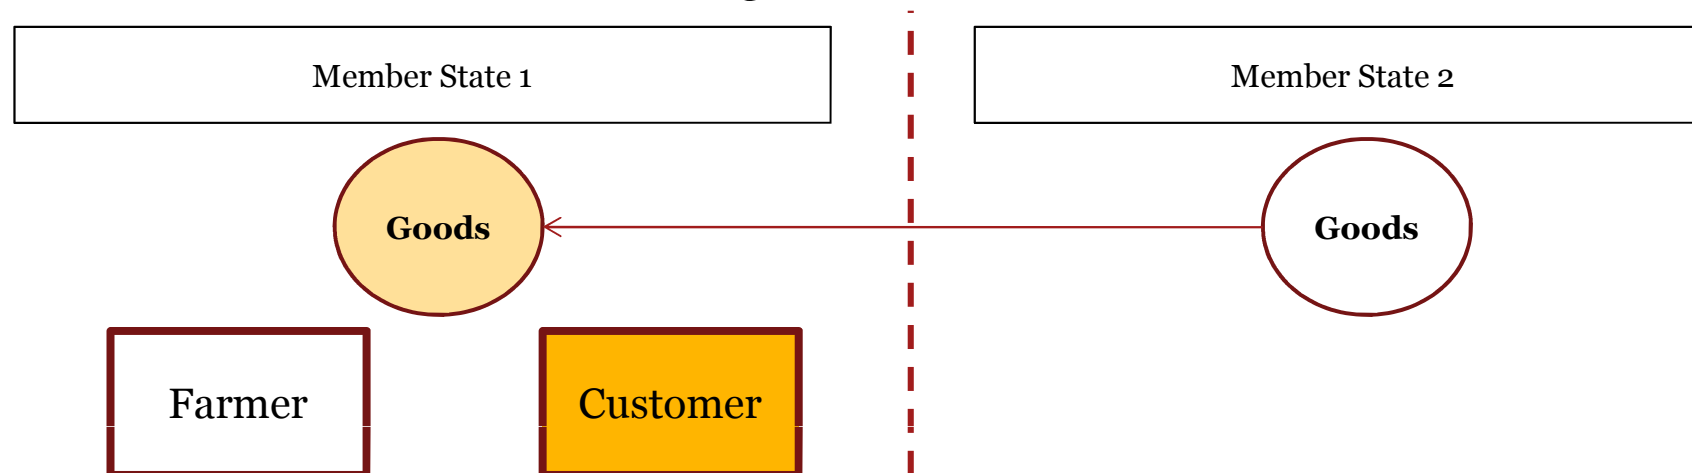 Member State 1
Member State 2
Goods
Goods
Farmer
Customer